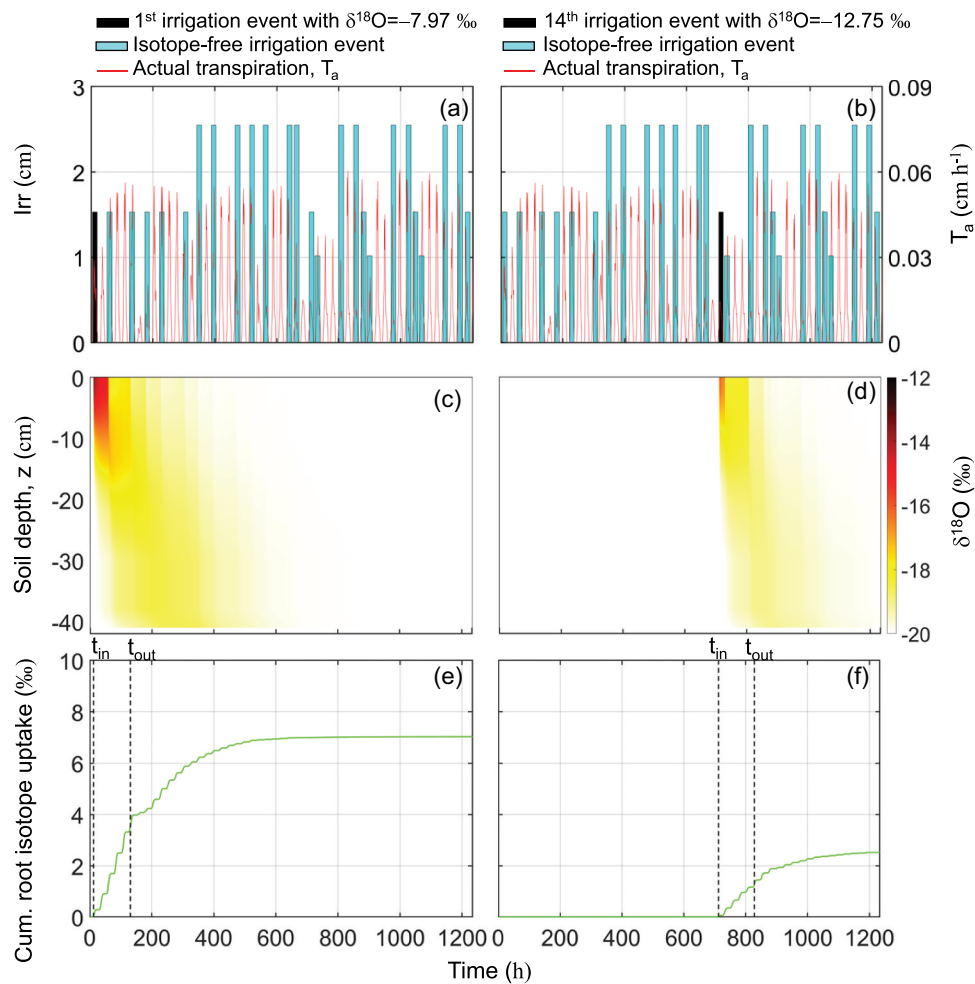 1st irrigation event with δ18O=−7.97 ‰
Isotope-free irrigation event
Actual transpiration, Ta
14th irrigation event with δ18O=−12.75 ‰
Isotope-free irrigation event
Actual transpiration, Ta
(a)
(b)
3
2
1
0
Irr (cm)
0.09
0.06
0.03
0
Ta (cm h-1)
(c)
(d)
0
-10
-20
-30
-40
Soil depth, z (cm)
-12
-14
-16
-18
-20
δ18O (‰)
tin tout
tin tout
(e)
(f)
10
8
6
4
2
0
Cum. root isotope uptake (‰)
0 200 400 600 800 1000 1200
0 200 400 600 800 1000 1200
Time (h)